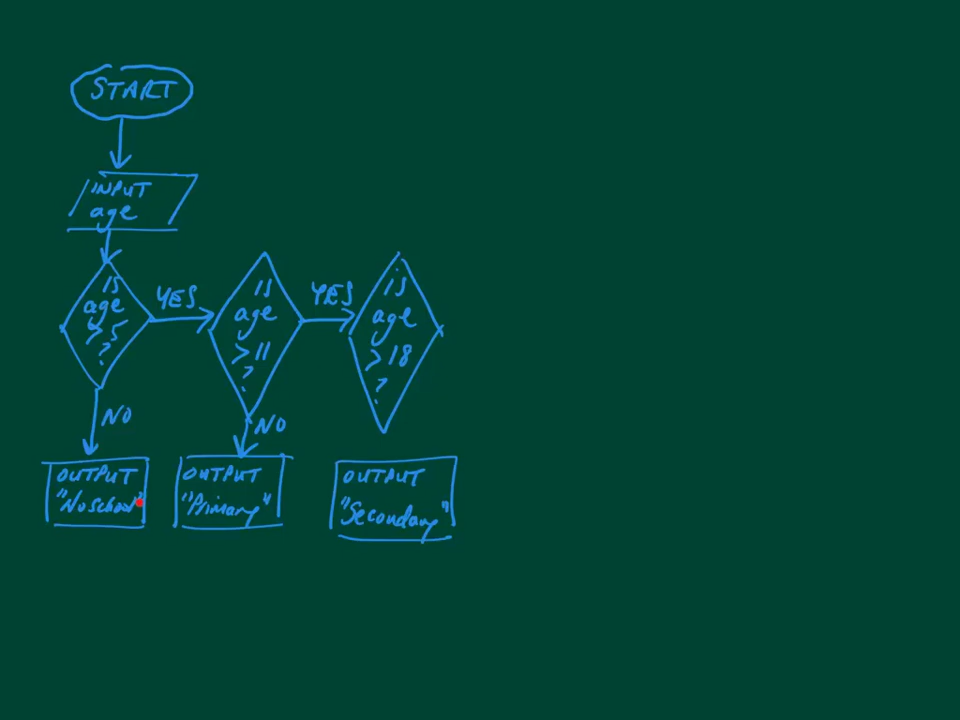 START
INPUT
age
IS
age
>5
?
YES
IS
age
>11
?
YES
IS
age
>18
?
NO
NO
OUTPUT
"No school"
OUTPUT
"Primary"
OUTPUT
"Secondary"